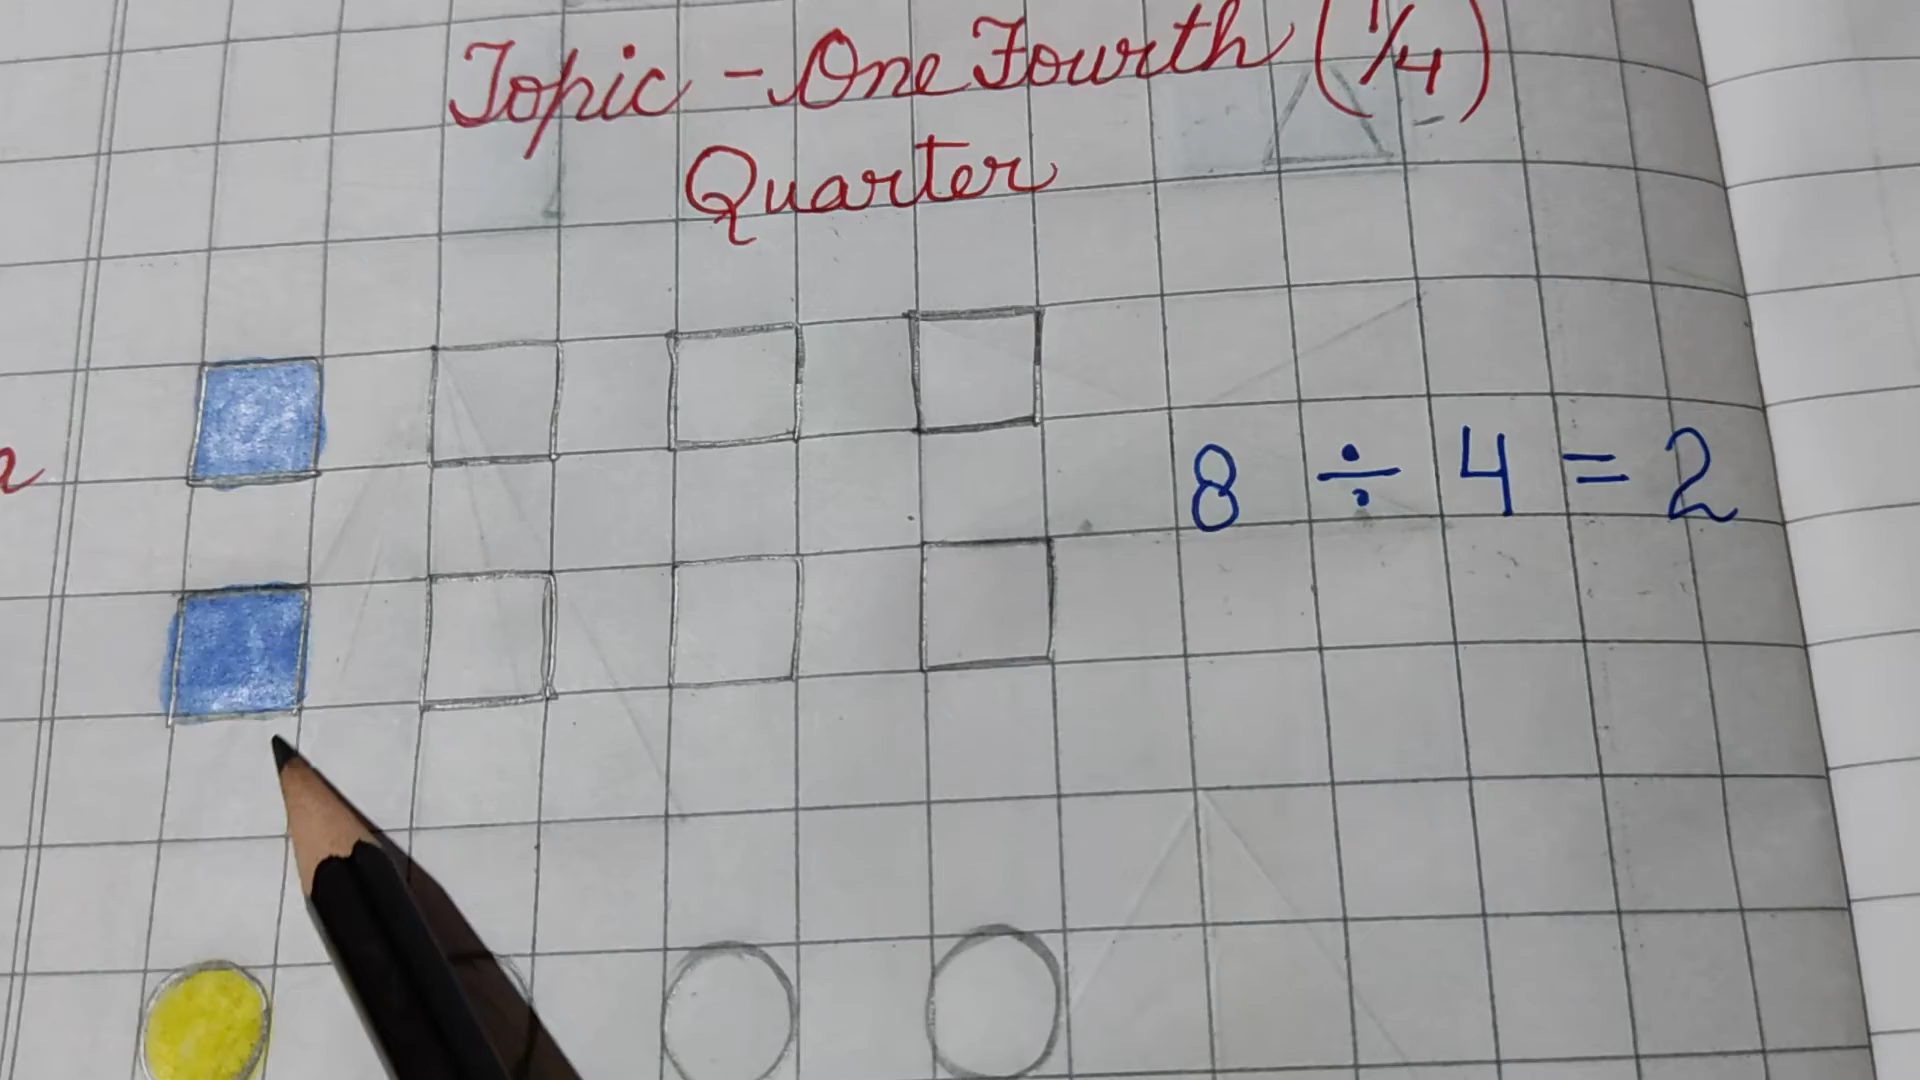 Topic - One Fourth (1/4)
Quarter
8 ÷ 4 = 2